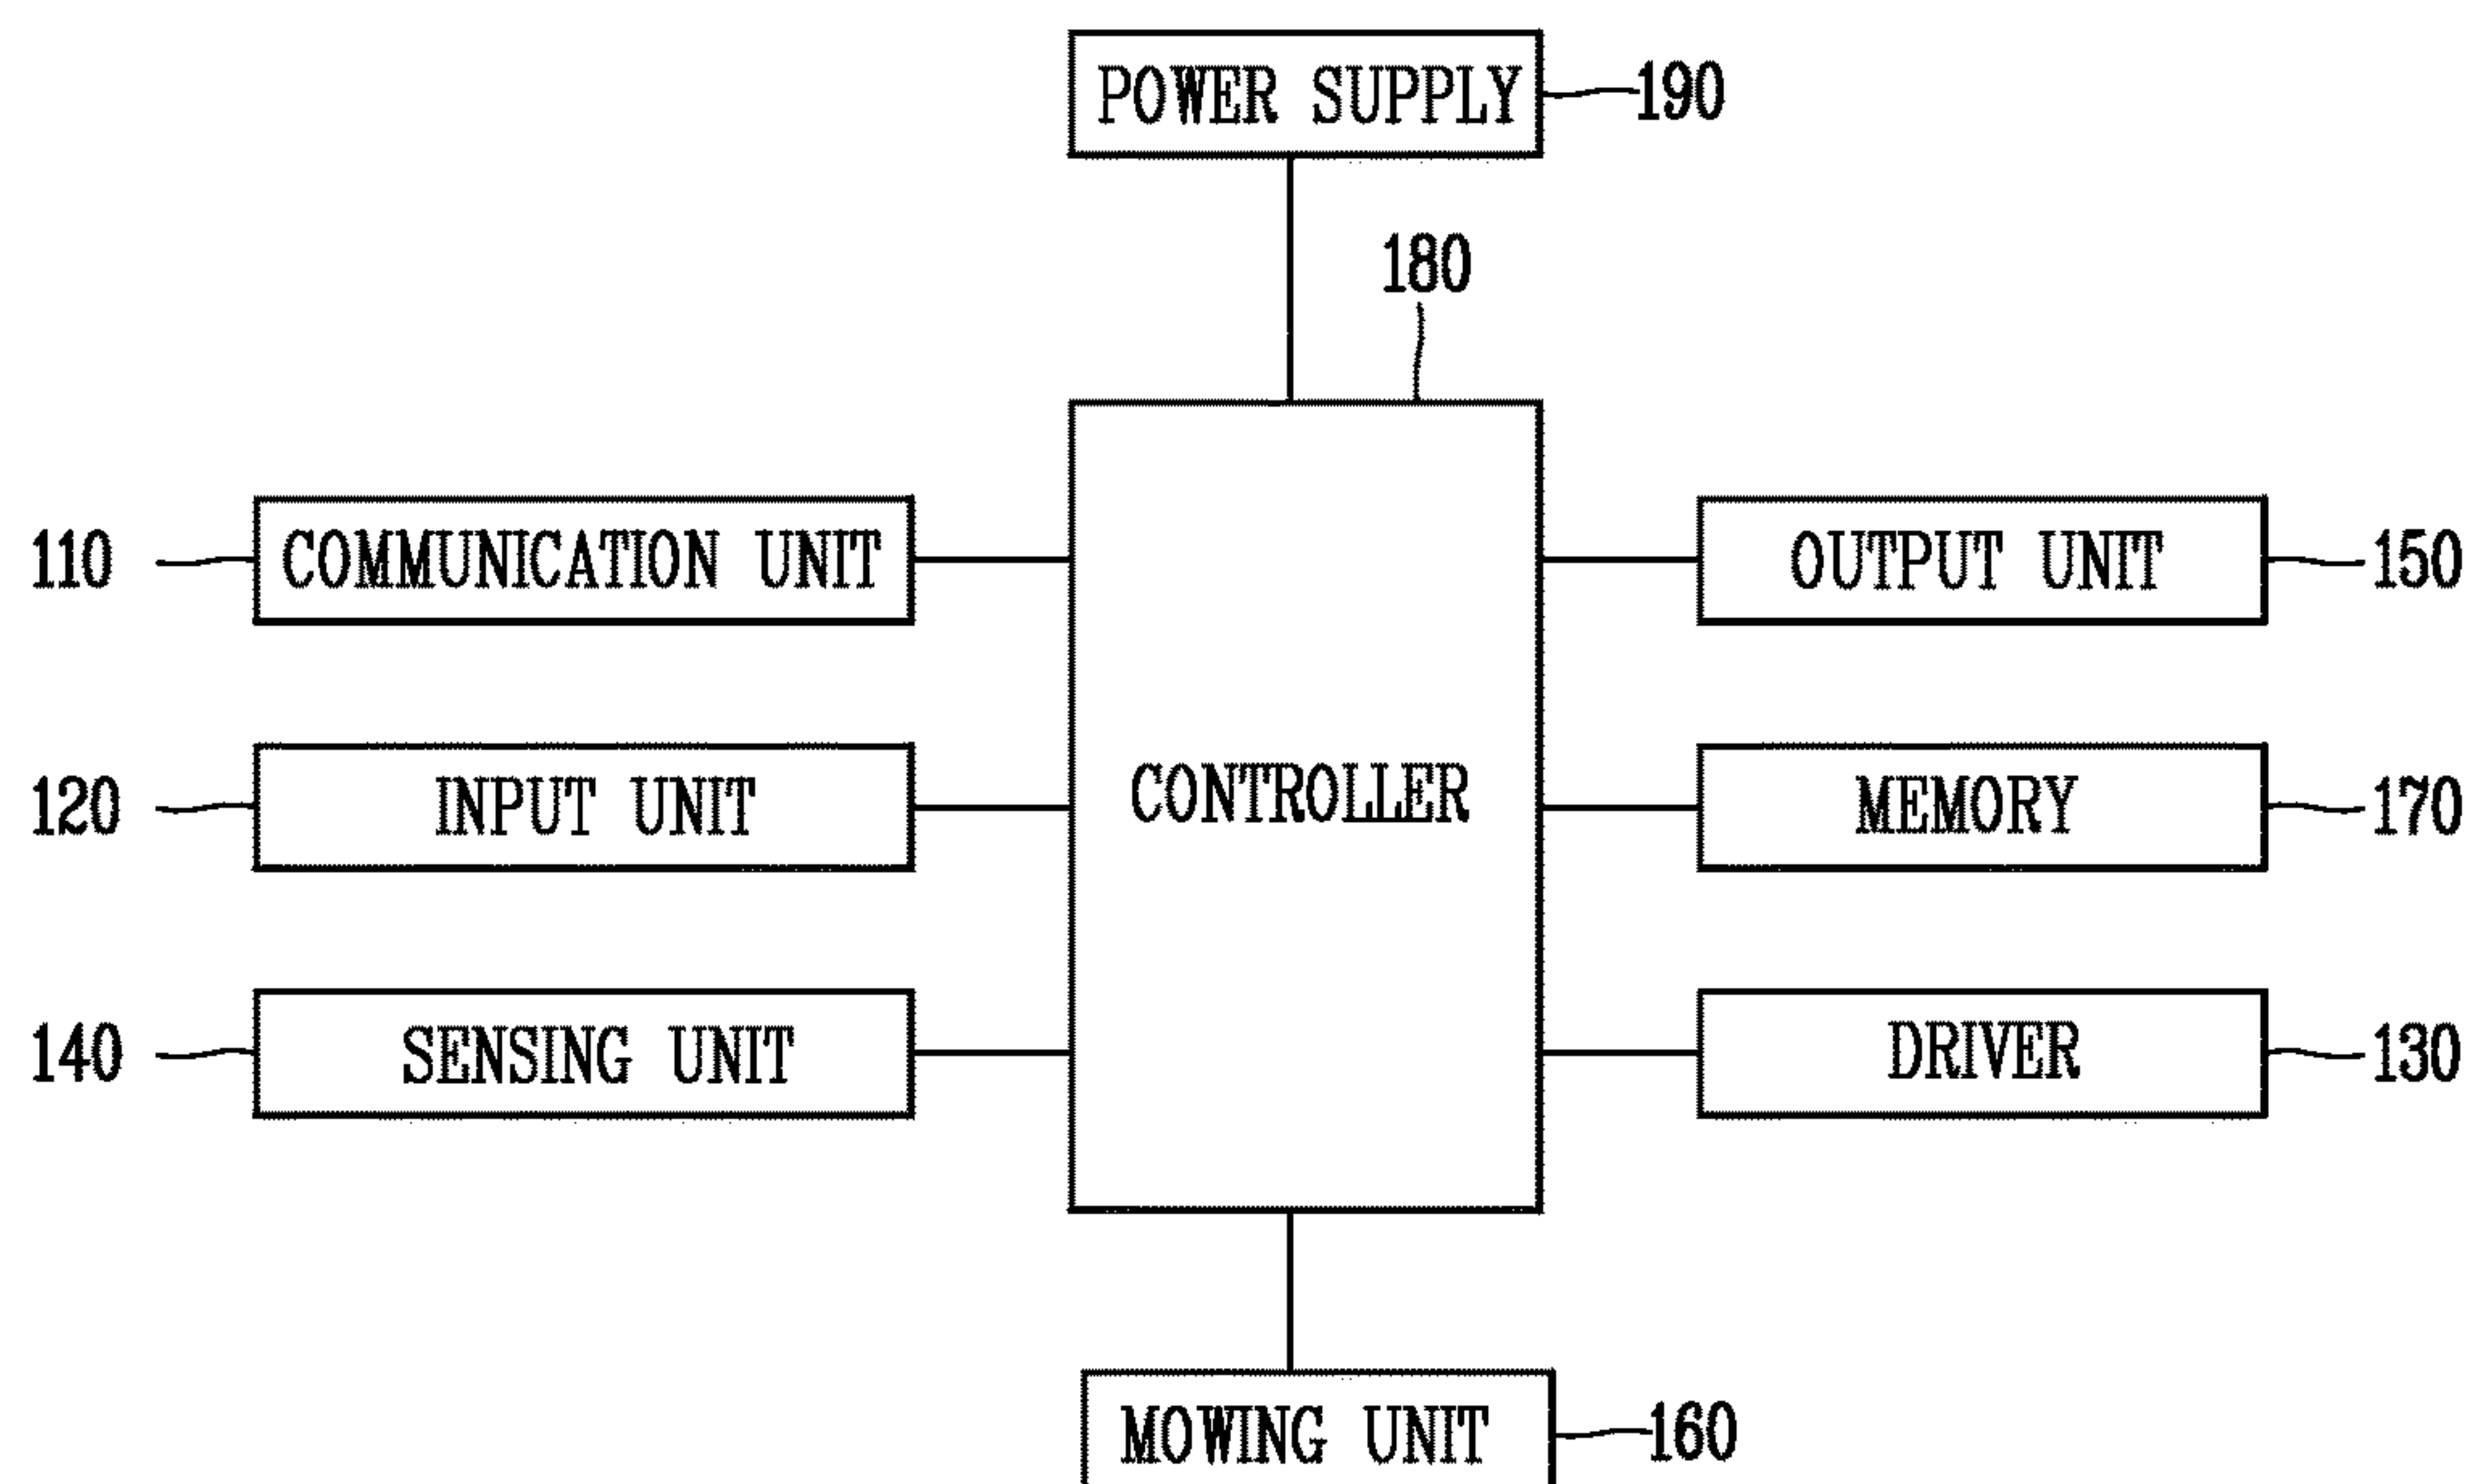 POWER SUPPLY 190
180
110 COMMUNICATION UNIT OUTPUT UNIT 150
120 INPUT UNIT CONTROLLER MEMORY 170
140 SENSING UNIT DRIVER 130
MOWING UNIT 160